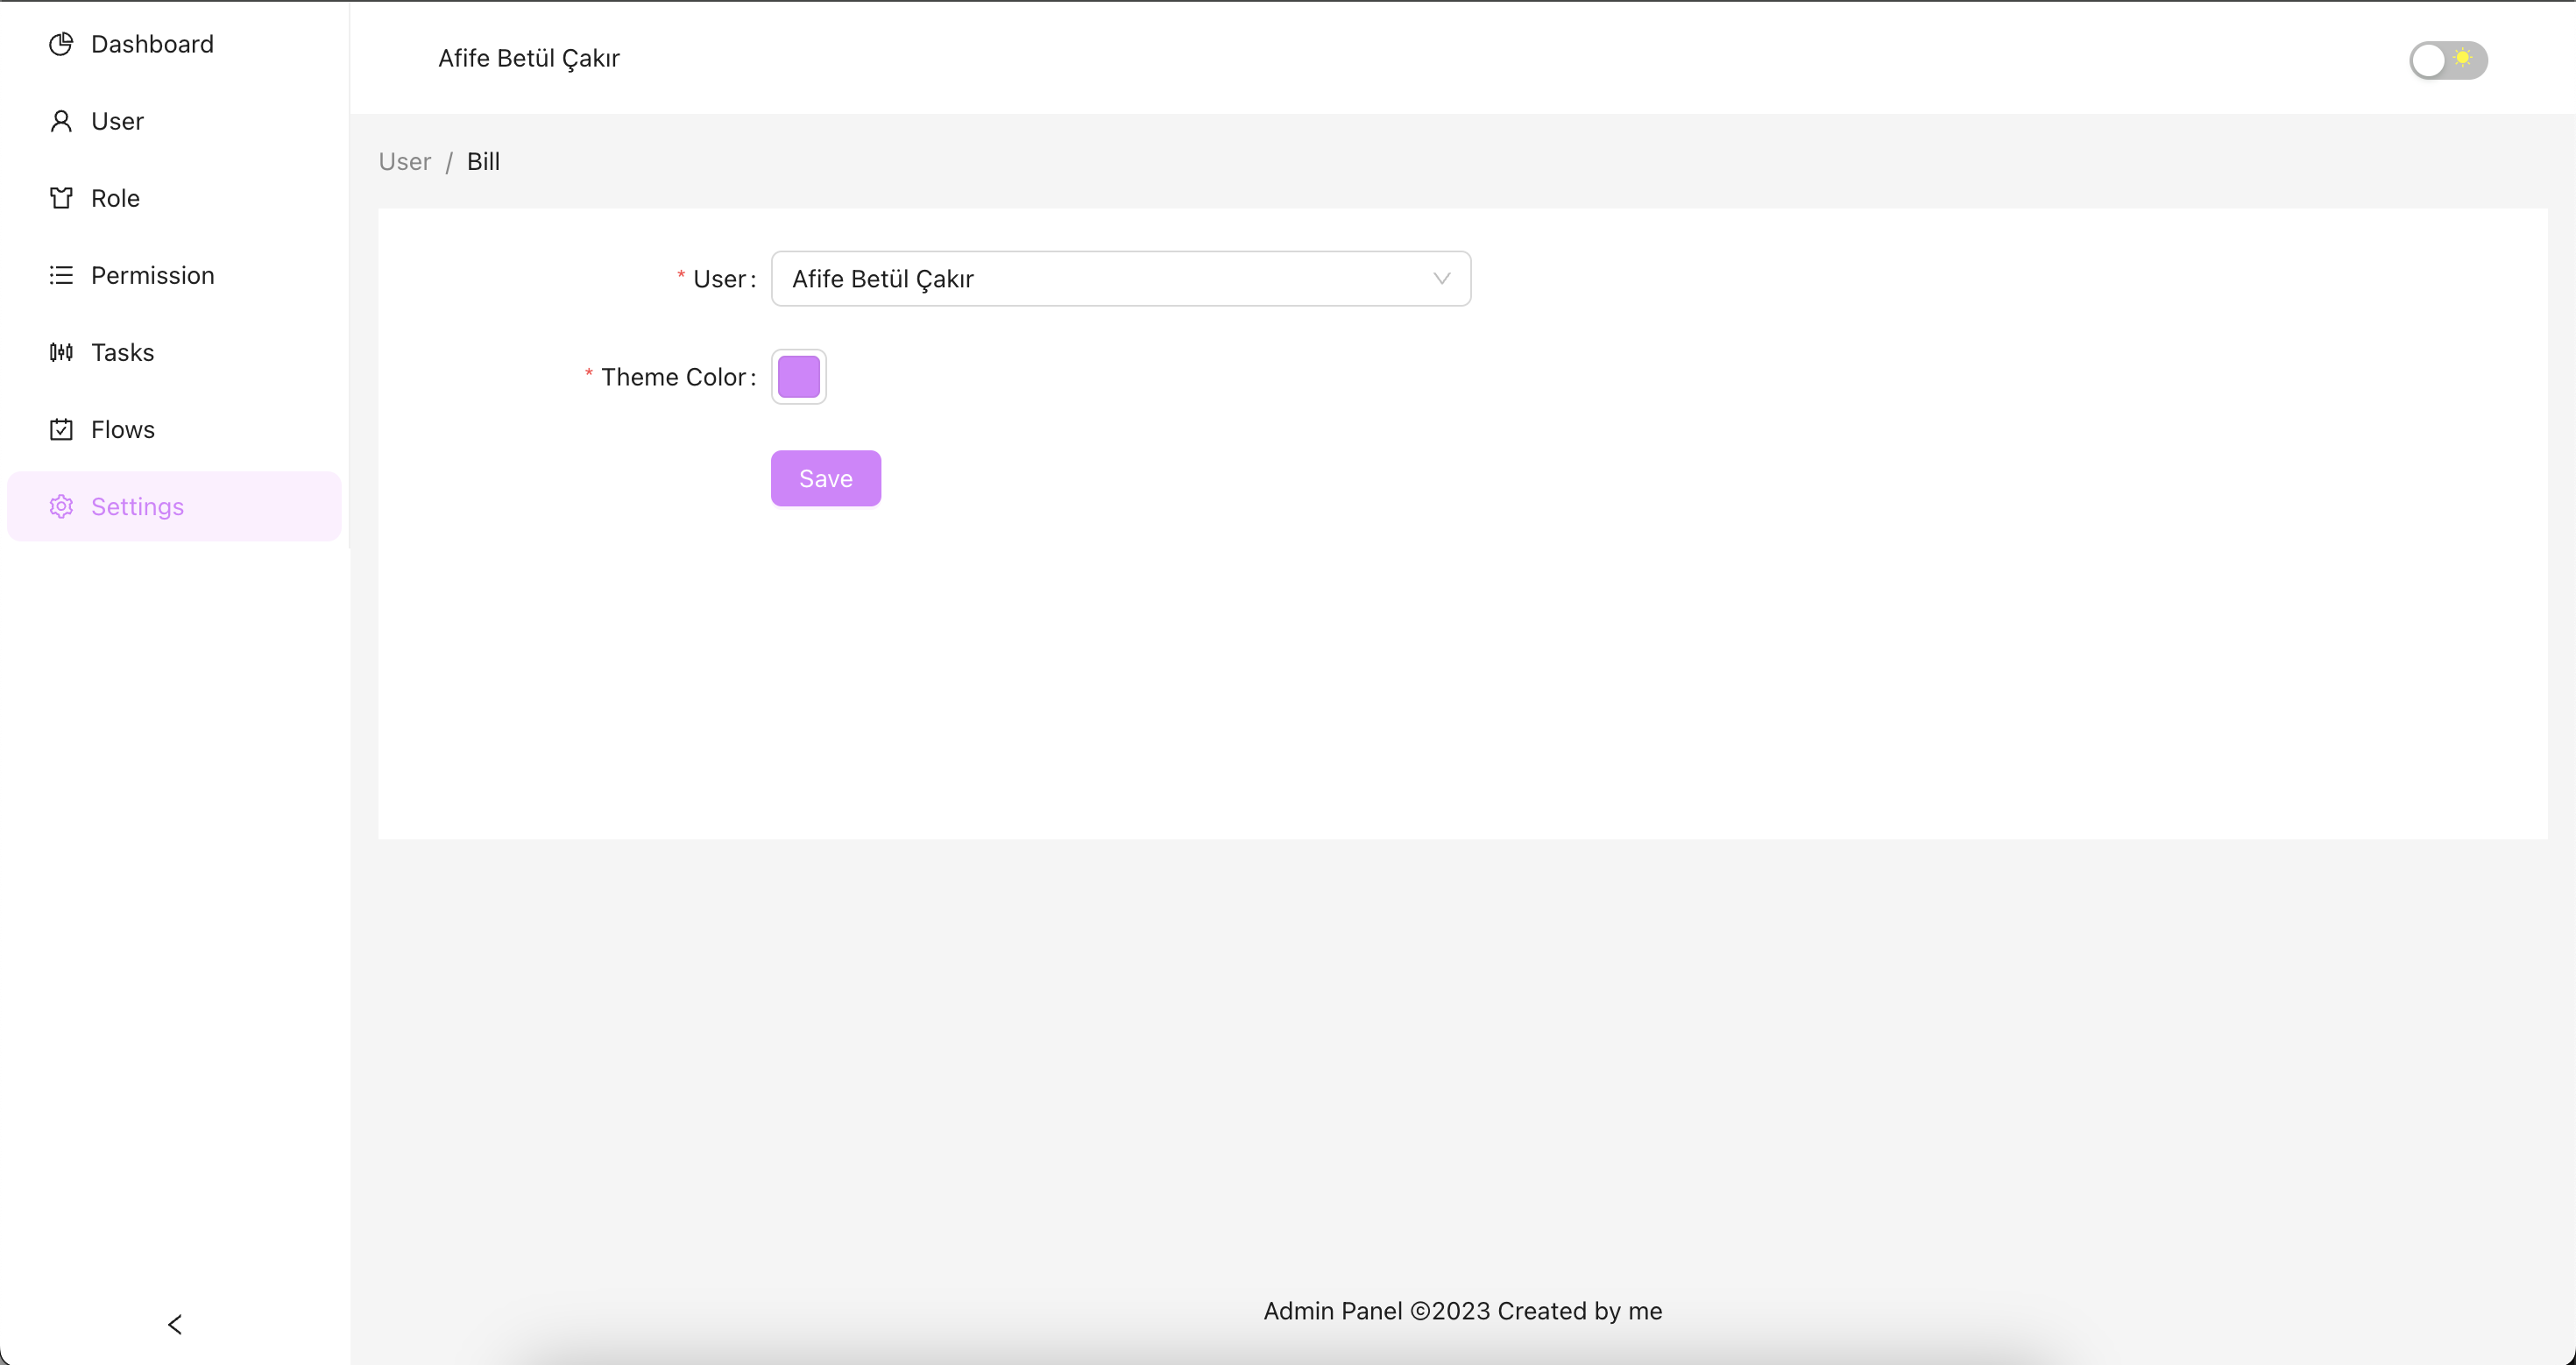 Dashboard
User
Role
Permission
Tasks
Flows
Settings
Afife Betül Çakır
User / Bill
* User: Afife Betül Çakır
* Theme Color:
Save
Admin Panel ©2023 Created by me